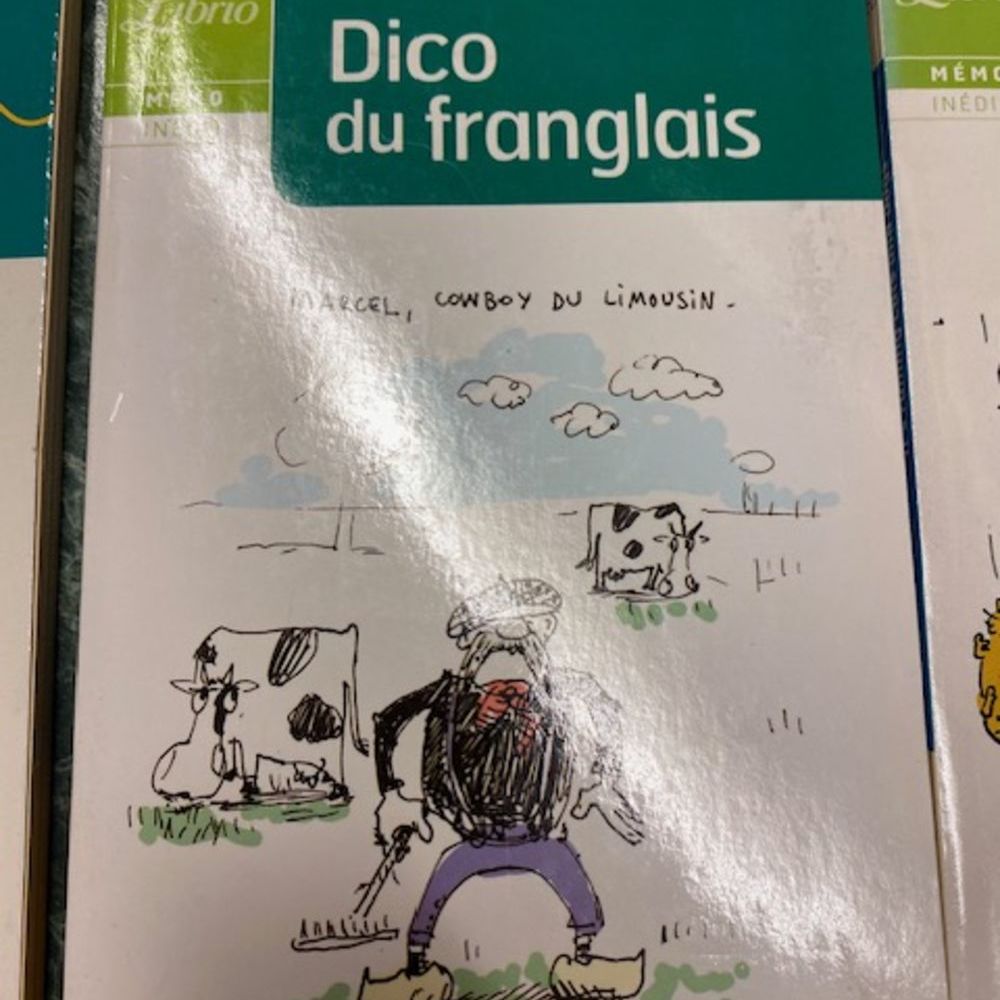 Librio
MÉMO
INÉDIT
Dico
du franglais
MARCEL, COWBOY DU LIMOUSIN.
MÉMO
INÉDI